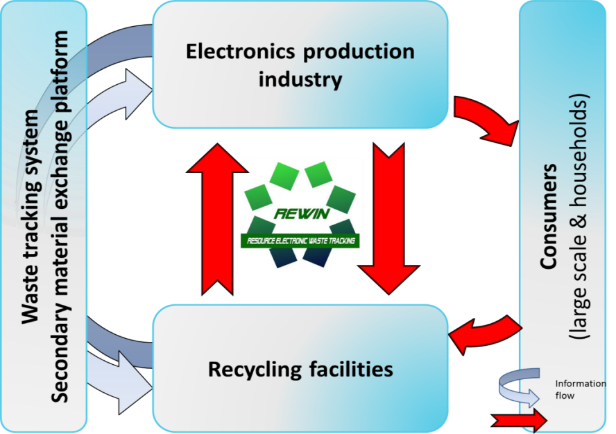 Waste tracking system
Secondary material exchange platform
Electronics production
industry
Consumers
(large scale & households)
REWIN
RESOURCE ELECTRONIC WASTE TRACKING
Recycling facilities
Information
flow